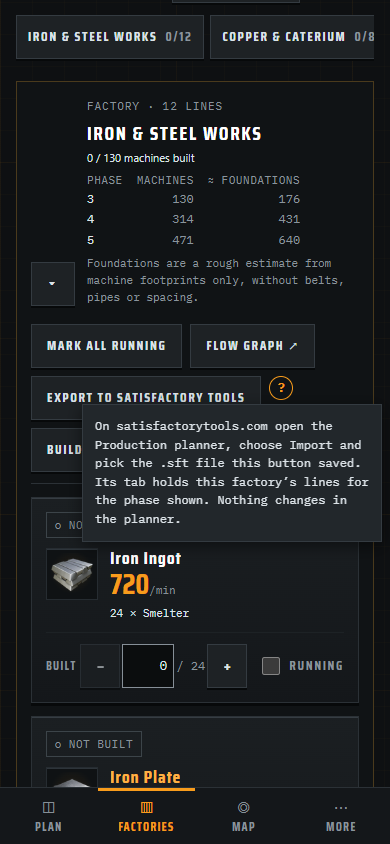 IRON & STEEL WORKS 0/12
COPPER & CATERIUM 0/8
FACTORY · 12 LINES
IRON & STEEL WORKS
0 / 130 machines built
PHASE MACHINES ≈ FOUNDATIONS
3 130 176
4 314 431
5 471 640
Foundations are a rough estimate from
machine footprints only, without belts,
pipes or spacing.
MARK ALL RUNNING
FLOW GRAPH ↗
EXPORT TO SATISFACTORY TOOLS
?
BUILD
On satisfactorytools.com open the
Production planner, choose Import and
pick the .sft file this button saved.
Its tab holds this factory's lines for
the phase shown. Nothing changes in
the planner.
○ NO
Iron Ingot
720/min
24 × Smelter
BUILT − 0 / 24 + RUNNING
○ NOT BUILT
Iron Plate
PLAN
FACTORIES
MAP
MORE